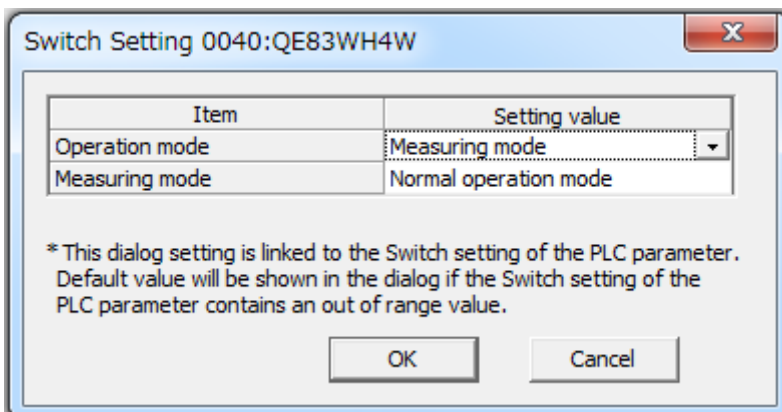 Switch Setting 0040:QE83WH4W
Item Setting value
Operation mode Measuring mode
Measuring mode Normal operation mode
* This dialog setting is linked to the Switch setting of the PLC parameter.
Default value will be shown in the dialog if the Switch setting of the
PLC parameter contains an out of range value.
OK Cancel